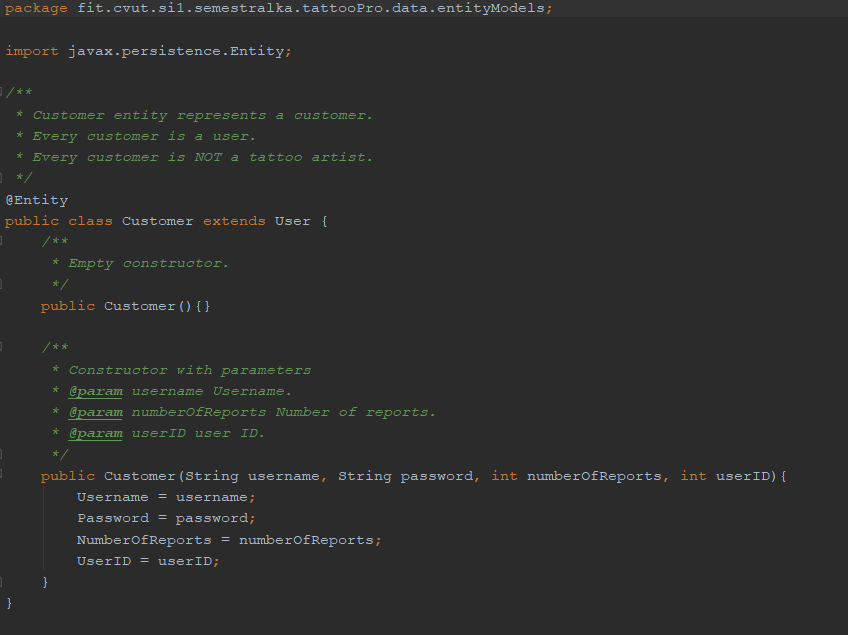 package fit.cvut.si1.semestralka.tattooPro.data.entityModels;
import javax.persistence.Entity;
/**
 * Customer entity represents a customer.
 * Every customer is a user.
 * Every customer is NOT a tattoo artist.
 */
@Entity
public class Customer extends User {
    /**
     * Empty constructor.
     */
    public Customer(){}
    /**
     * Constructor with parameters
     * @param username Username.
     * @param numberOfReports Number of reports.
     * @param userID user ID.
     */
    public Customer(String username, String password, int numberOfReports, int userID){
        Username = username;
        Password = password;
        NumberOfReports = numberOfReports;
        UserID = userID;
    }
}